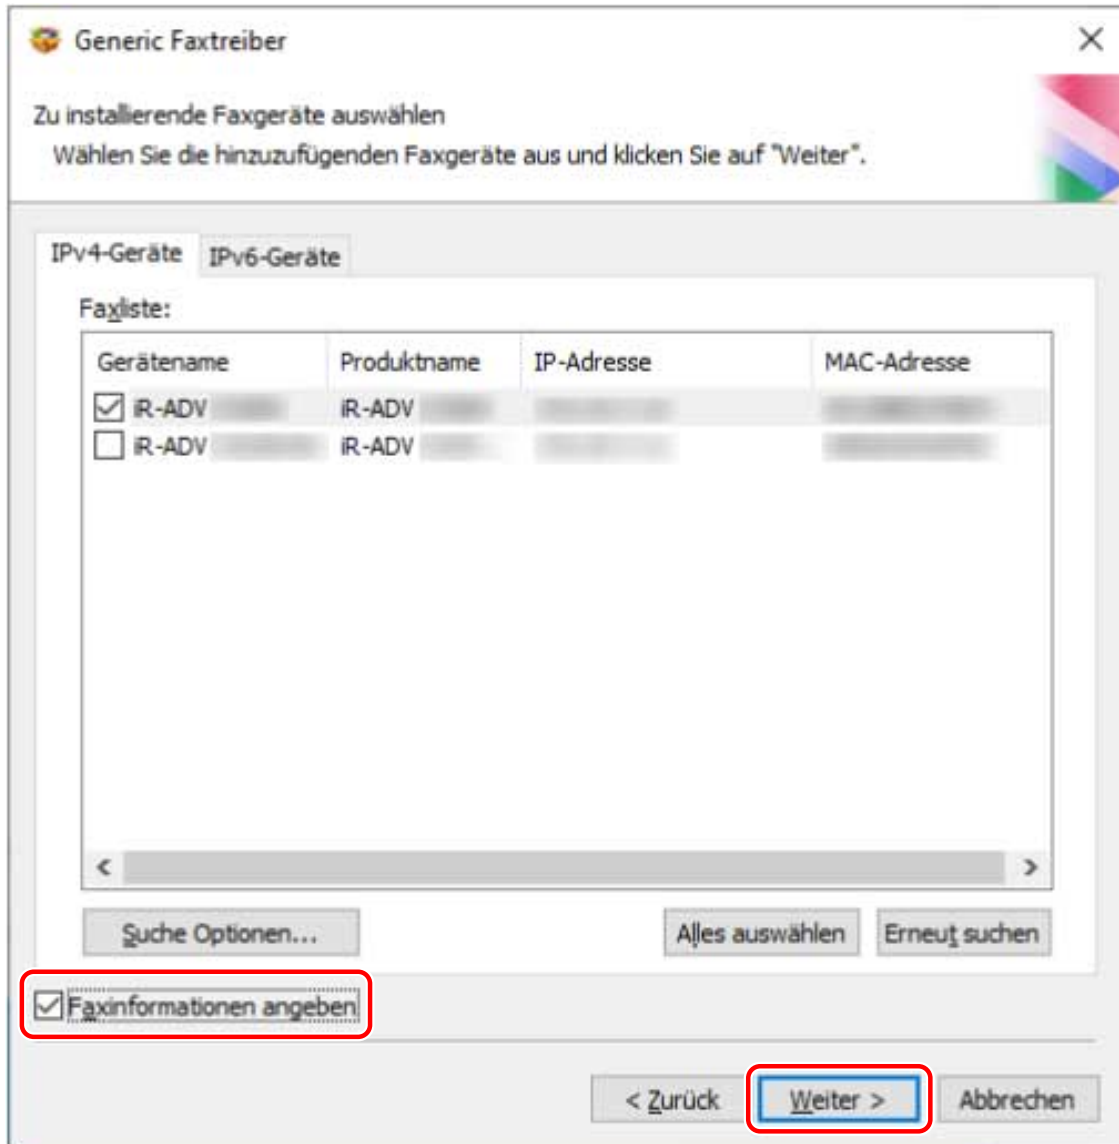 Generic Faxtreiber
Zu installierende Faxgeräte auswählen
Wählen Sie die hinzuzufügenden Faxgeräte aus und klicken Sie auf "Weiter".
IPv4-Geräte IPv6-Geräte
Faxliste:
Gerätename Produktname IP-Adresse MAC-Adresse
iR-ADV iR-ADV
iR-ADV iR-ADV
Suche Optionen... Alles auswählen Erneut suchen
Faxinformationen angeben
< Zurück Weiter > Abbrechen